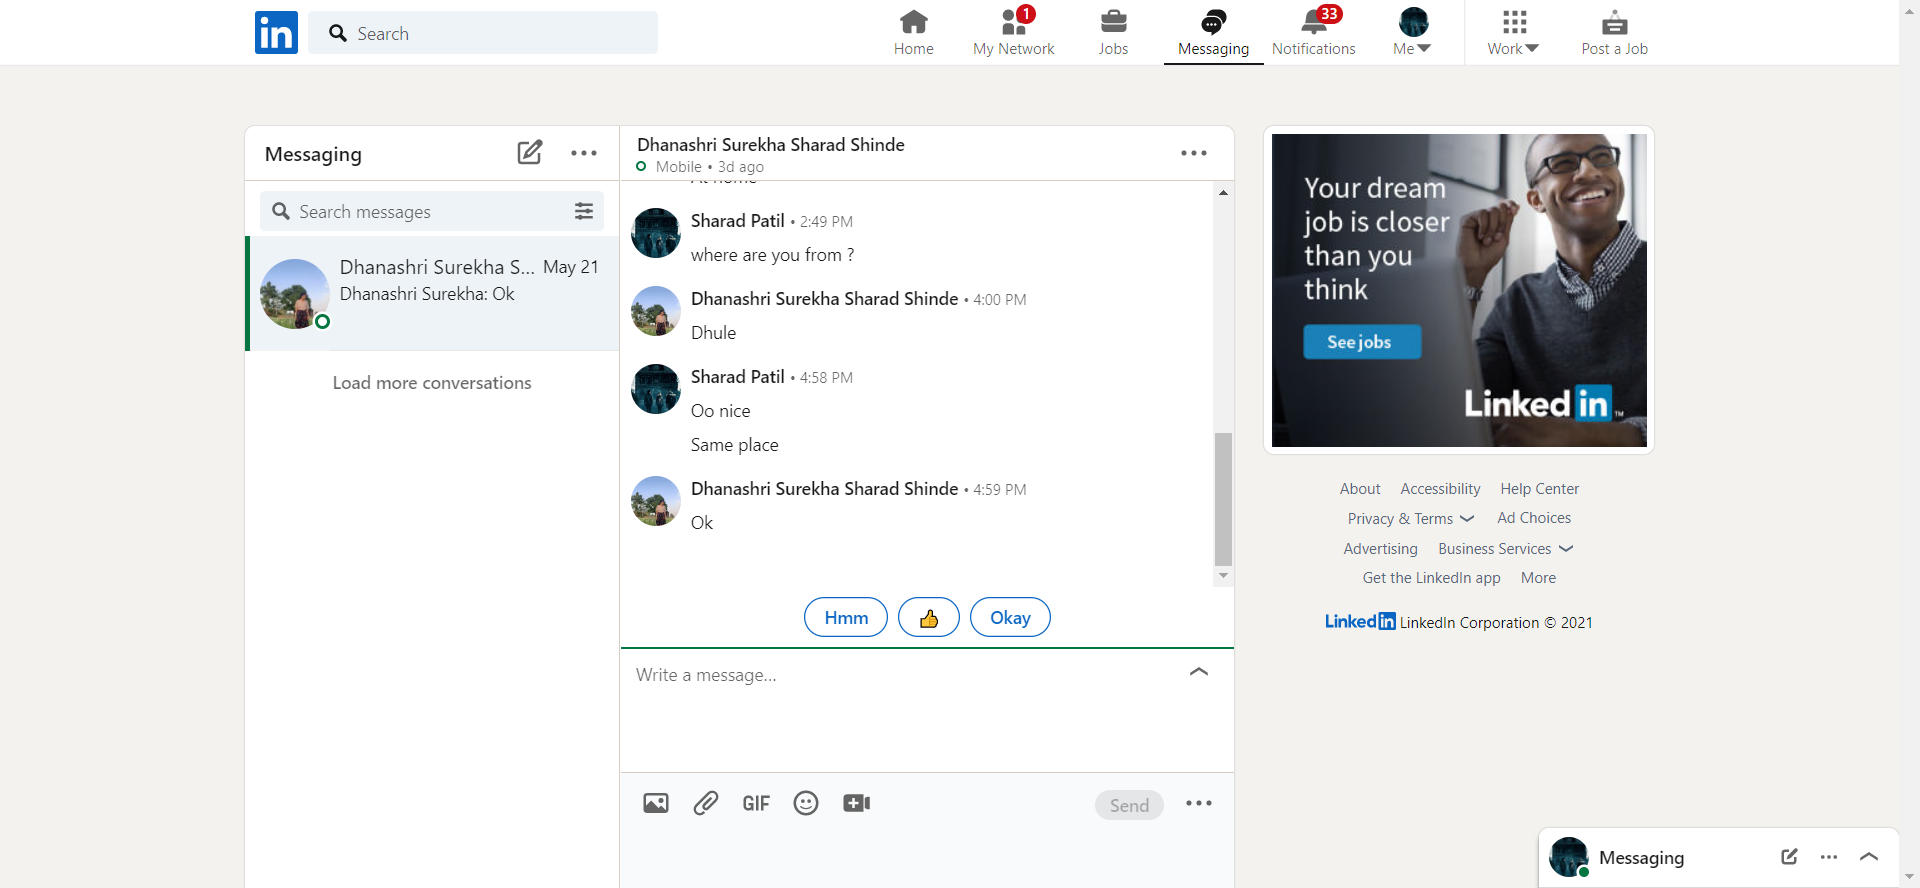 in
Search
Home
1
My Network
Jobs
Messaging
33
Notifications
Me
Work
Post a Job
Messaging
Search messages
Dhanashri Surekha S... May 21
Dhanashri Surekha: Ok
Load more conversations
Dhanashri Surekha Sharad Shinde
Mobile • 3d ago
At home
Sharad Patil • 2:49 PM
where are you from ?
Dhanashri Surekha Sharad Shinde • 4:00 PM
Dhule
Sharad Patil • 4:58 PM
Oo nice
Same place
Dhanashri Surekha Sharad Shinde • 4:59 PM
Ok
Hmm
Okay
Write a message...
GIF
Send
Your dream
job is closer
than you
think
See jobs
Linked in ™
About Accessibility Help Center
Privacy & Terms Ad Choices
Advertising Business Services
Get the LinkedIn app More
Linked in LinkedIn Corporation © 2021
Messaging